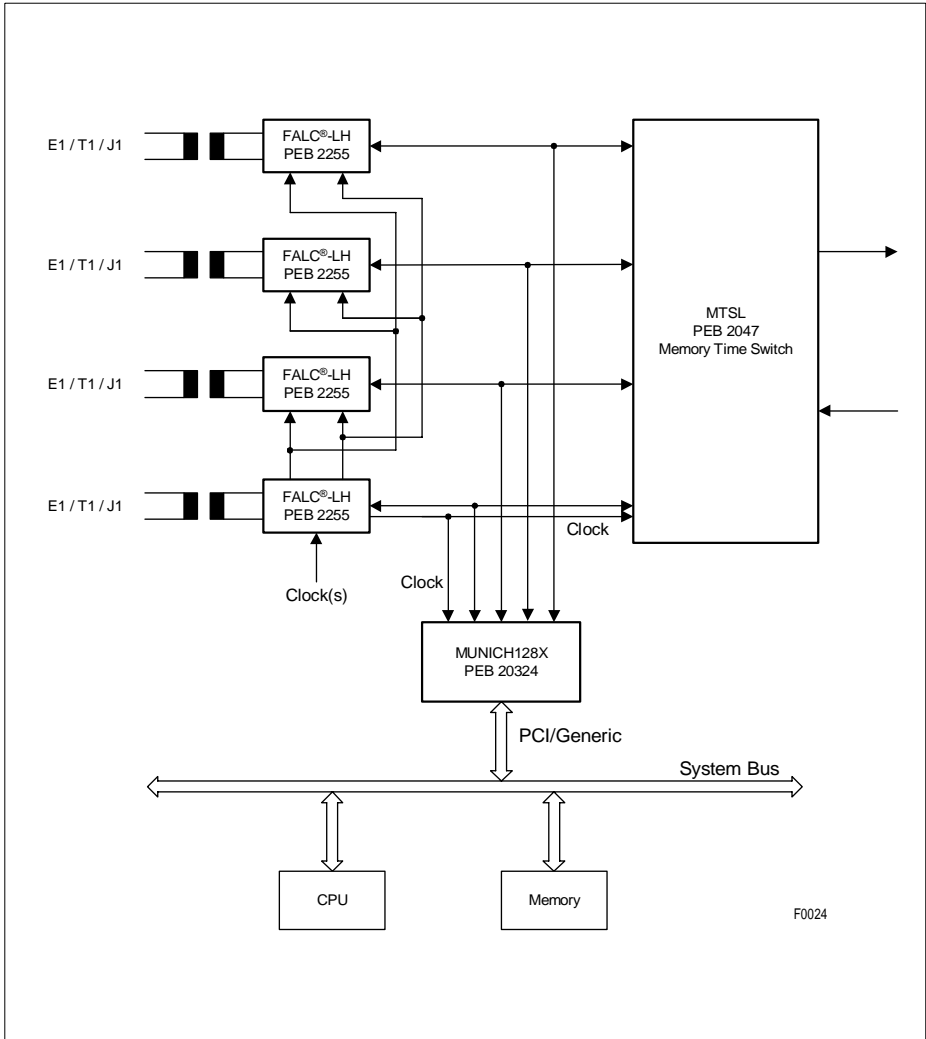 E1 / T1 / J1
FALC®-LH
PEB 2255
E1 / T1 / J1
FALC®-LH
PEB 2255
MTSL
PEB 2047
Memory Time Switch
E1 / T1 / J1
FALC®-LH
PEB 2255
E1 / T1 / J1
FALC®-LH
PEB 2255
Clock
Clock(s)
Clock
MUNICH128X
PEB 20324
PCI/Generic
System Bus
CPU
Memory
F0024